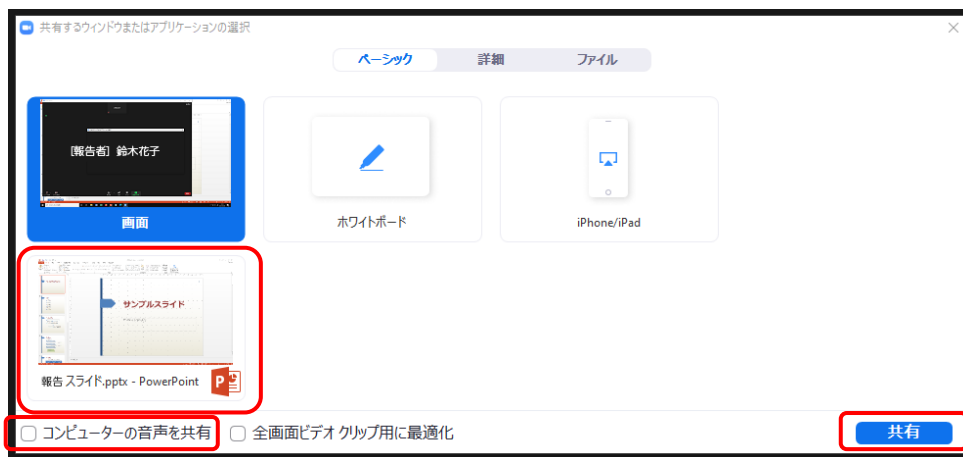 共有するウィンドウまたはアプリケーションの選択
ベーシック 詳細 ファイル
[報告者] 鈴木花子
画面
ホワイトボード
iPhone/iPad
サンプルスライド
報告スライド.pptx - PowerPoint
コンピューターの音声を共有
全画面ビデオ クリップ用に最適化
共有